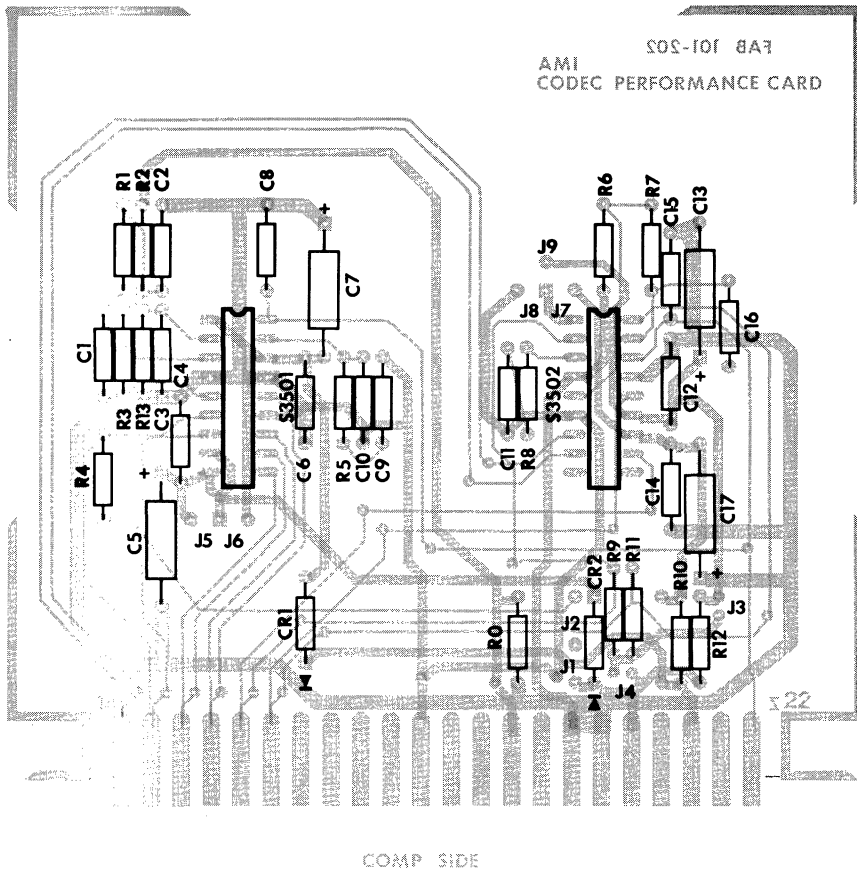 FAB 101-202
AMI
CODEC PERFORMANCE CARD
R1 R2 C2 C8 + R6 R7 C15 C13
J9
C7
J8 J7
C16
C1 C4 S3501 S3502 C12 +
R3 R13 C3
R4 + C6 R5 C10 C9 C11 R8 C14
C5 J5 J6 C17
CR2 R9 R11 R10 +
CR1 R0 J2 J3
R12
J1
J4
Z 22
COMP SIDE